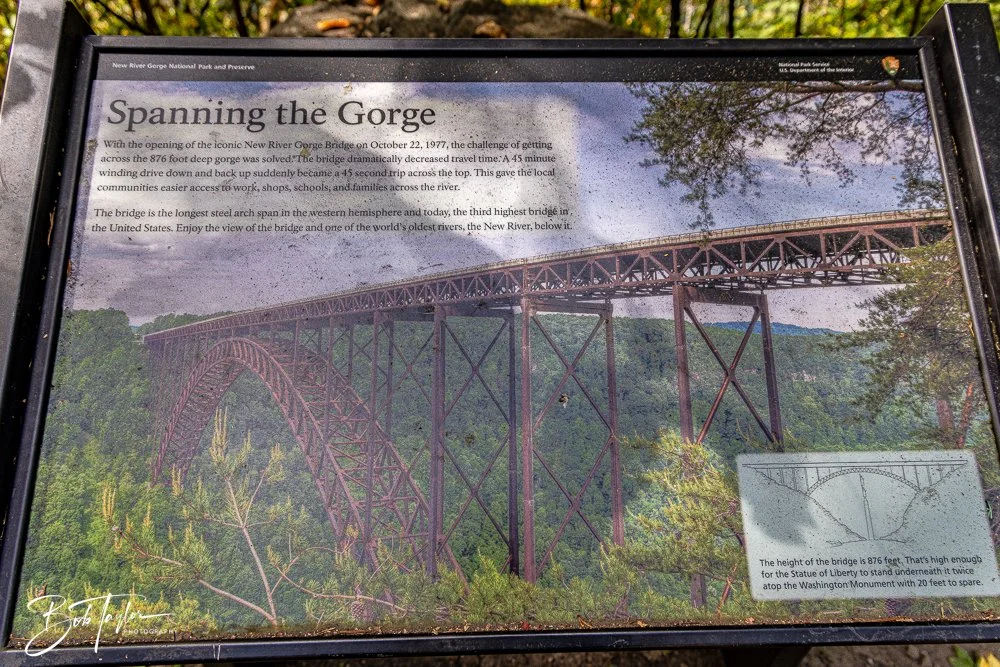 New River Gorge National Park and Preserve
National Park Service
U.S. Department of the Interior
Spanning the Gorge
With the opening of the iconic New River Gorge Bridge on October 22, 1977, the challenge of getting
across the 876 foot deep gorge was solved. The bridge dramatically decreased travel time. A 45 minute
winding drive down and back up suddenly became a 45 second trip across the top. This gave the local
communities easier access to work, shops, schools, and families across the river.
The bridge is the longest steel arch span in the western hemisphere and today, the third highest bridge in
the United States. Enjoy the view of the bridge and one of the world's oldest rivers, the New River, below it.
The height of the bridge is 876 feet. That's high enough
for the Statue of Liberty to stand underneath it twice
atop the Washington Monument with 20 feet to spare.
Bob Taylor
PHOTOGRAPHY